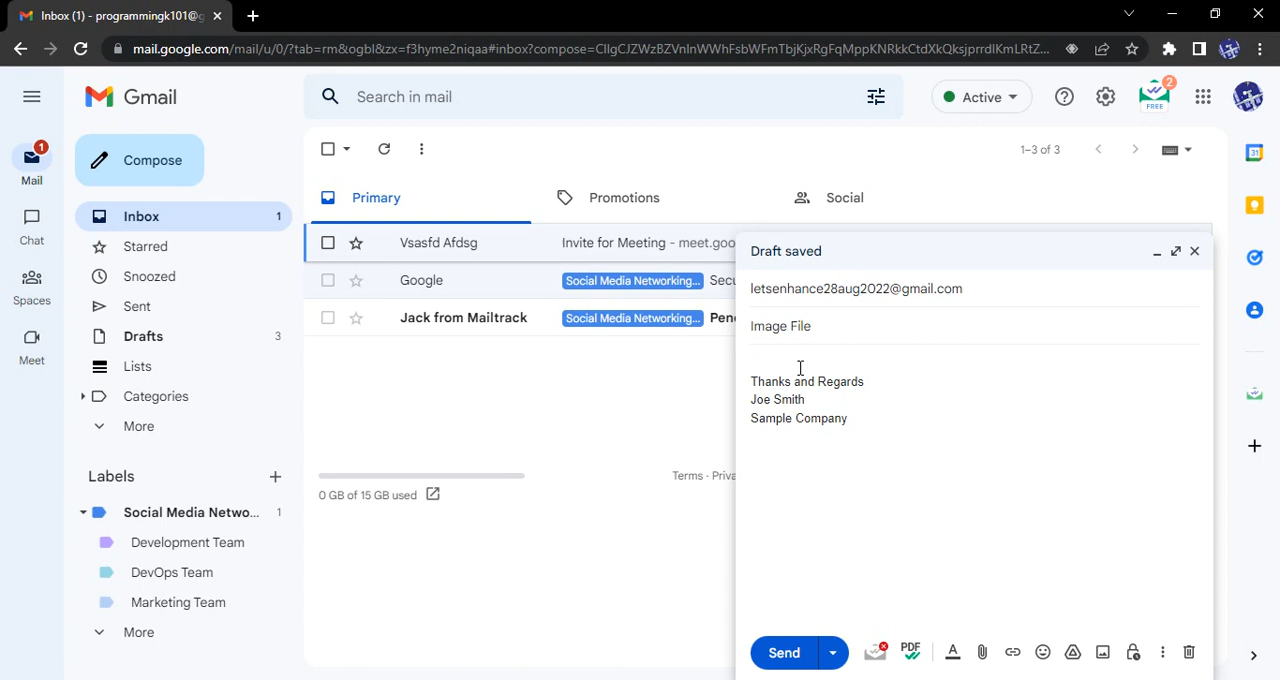 Inbox (1) - programmingk101@g
mail.google.com/mail/u/0/?tab=rm&ogbl&zx=f3hyme2niqaa#inbox?compose=CllgCJZWzBZVnlnWWhFsbWFmTbjKjxRgFqMppKNRkkCtdXkQksjprrdlKmLRtZ...
Gmail
Search in mail
Active
2
FREE
1
Mail
Chat
Spaces
Meet
Compose
Inbox 1
Starred
Snoozed
Sent
Drafts 3
Lists
Categories
More
Labels
Social Media Netwo... 1
Development Team
DevOps Team
Marketing Team
More
1–3 of 3
Primary
Promotions
Social
Vsasfd Afdsg Invite for Meeting - meet.goo
Google Social Media Networking... Secu
Jack from Mailtrack Social Media Networking... Pend
0 GB of 15 GB used
Terms · Priva
Draft saved
letsenhance28aug2022@gmail.com
Image File
Thanks and Regards
Joe Smith
Sample Company
Send
PDF
31